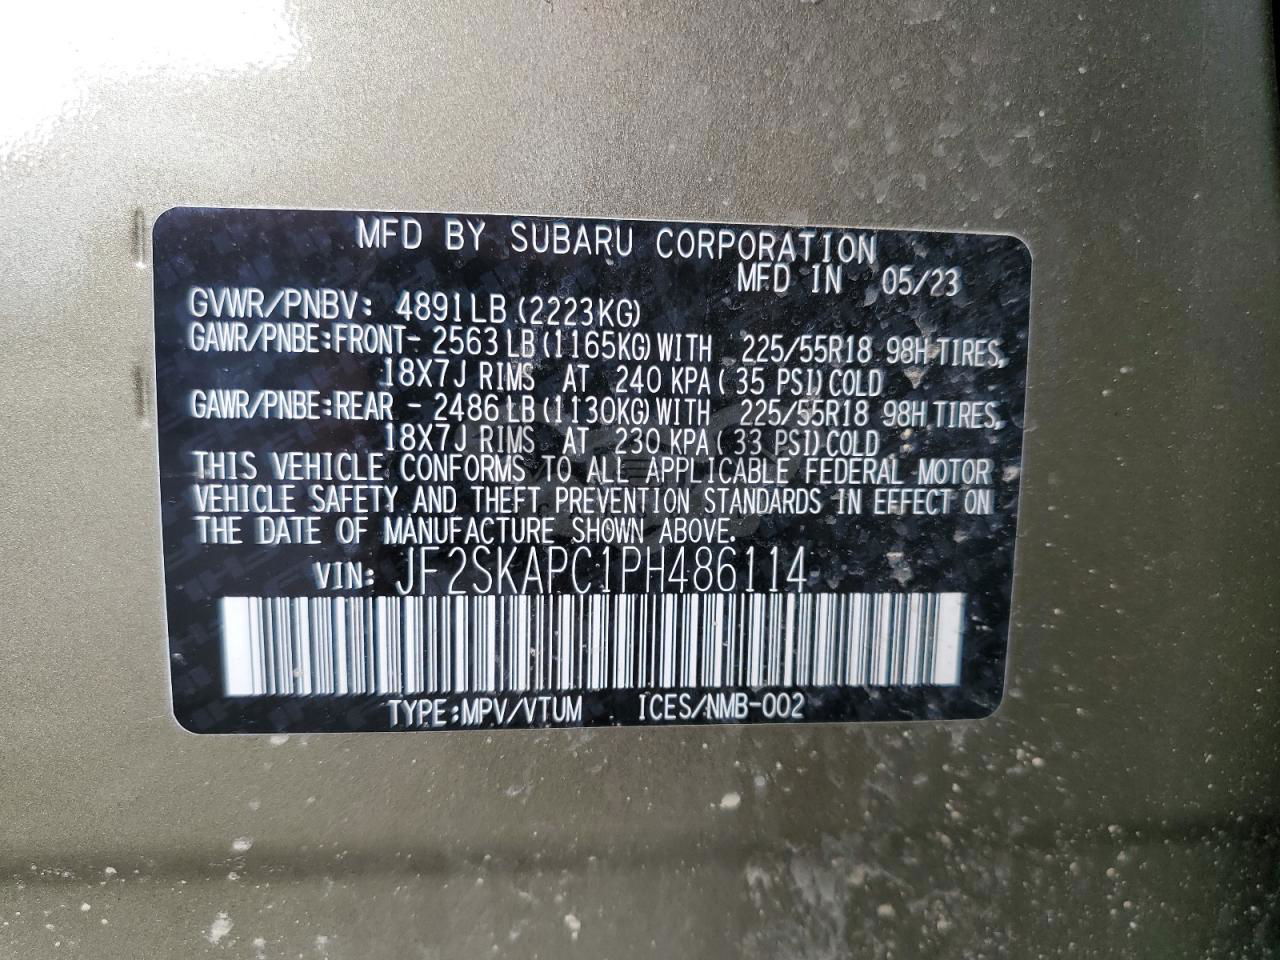 MFD BY SUBARU CORPORATION
MFD IN 05/23
GVWR/PNBV: 4891LB (2223KG)
GAWR/PNBE:FRONT- 2563LB(1165KG)WITH 225/55R18 98H TIRES,
18X7J RIMS AT 240 KPA( 35 PSI)COLD
GAWR/PNBE:REAR - 2486LB(1130KG)WITH 225/55R18 98H TIRES,
18X7J RIMS AT 230 KPA( 33 PSI)COLD
THIS VEHICLE CONFORMS TO ALL APPLICABLE FEDERAL MOTOR
VEHICLE SAFETY AND THEFT PREVENTION STANDARDS IN EFFECT ON
THE DATE OF MANUFACTURE SHOWN ABOVE.
VIN: JF2SKAPC1PH486114
TYPE:MPV/VTUM ICES/NMB-002